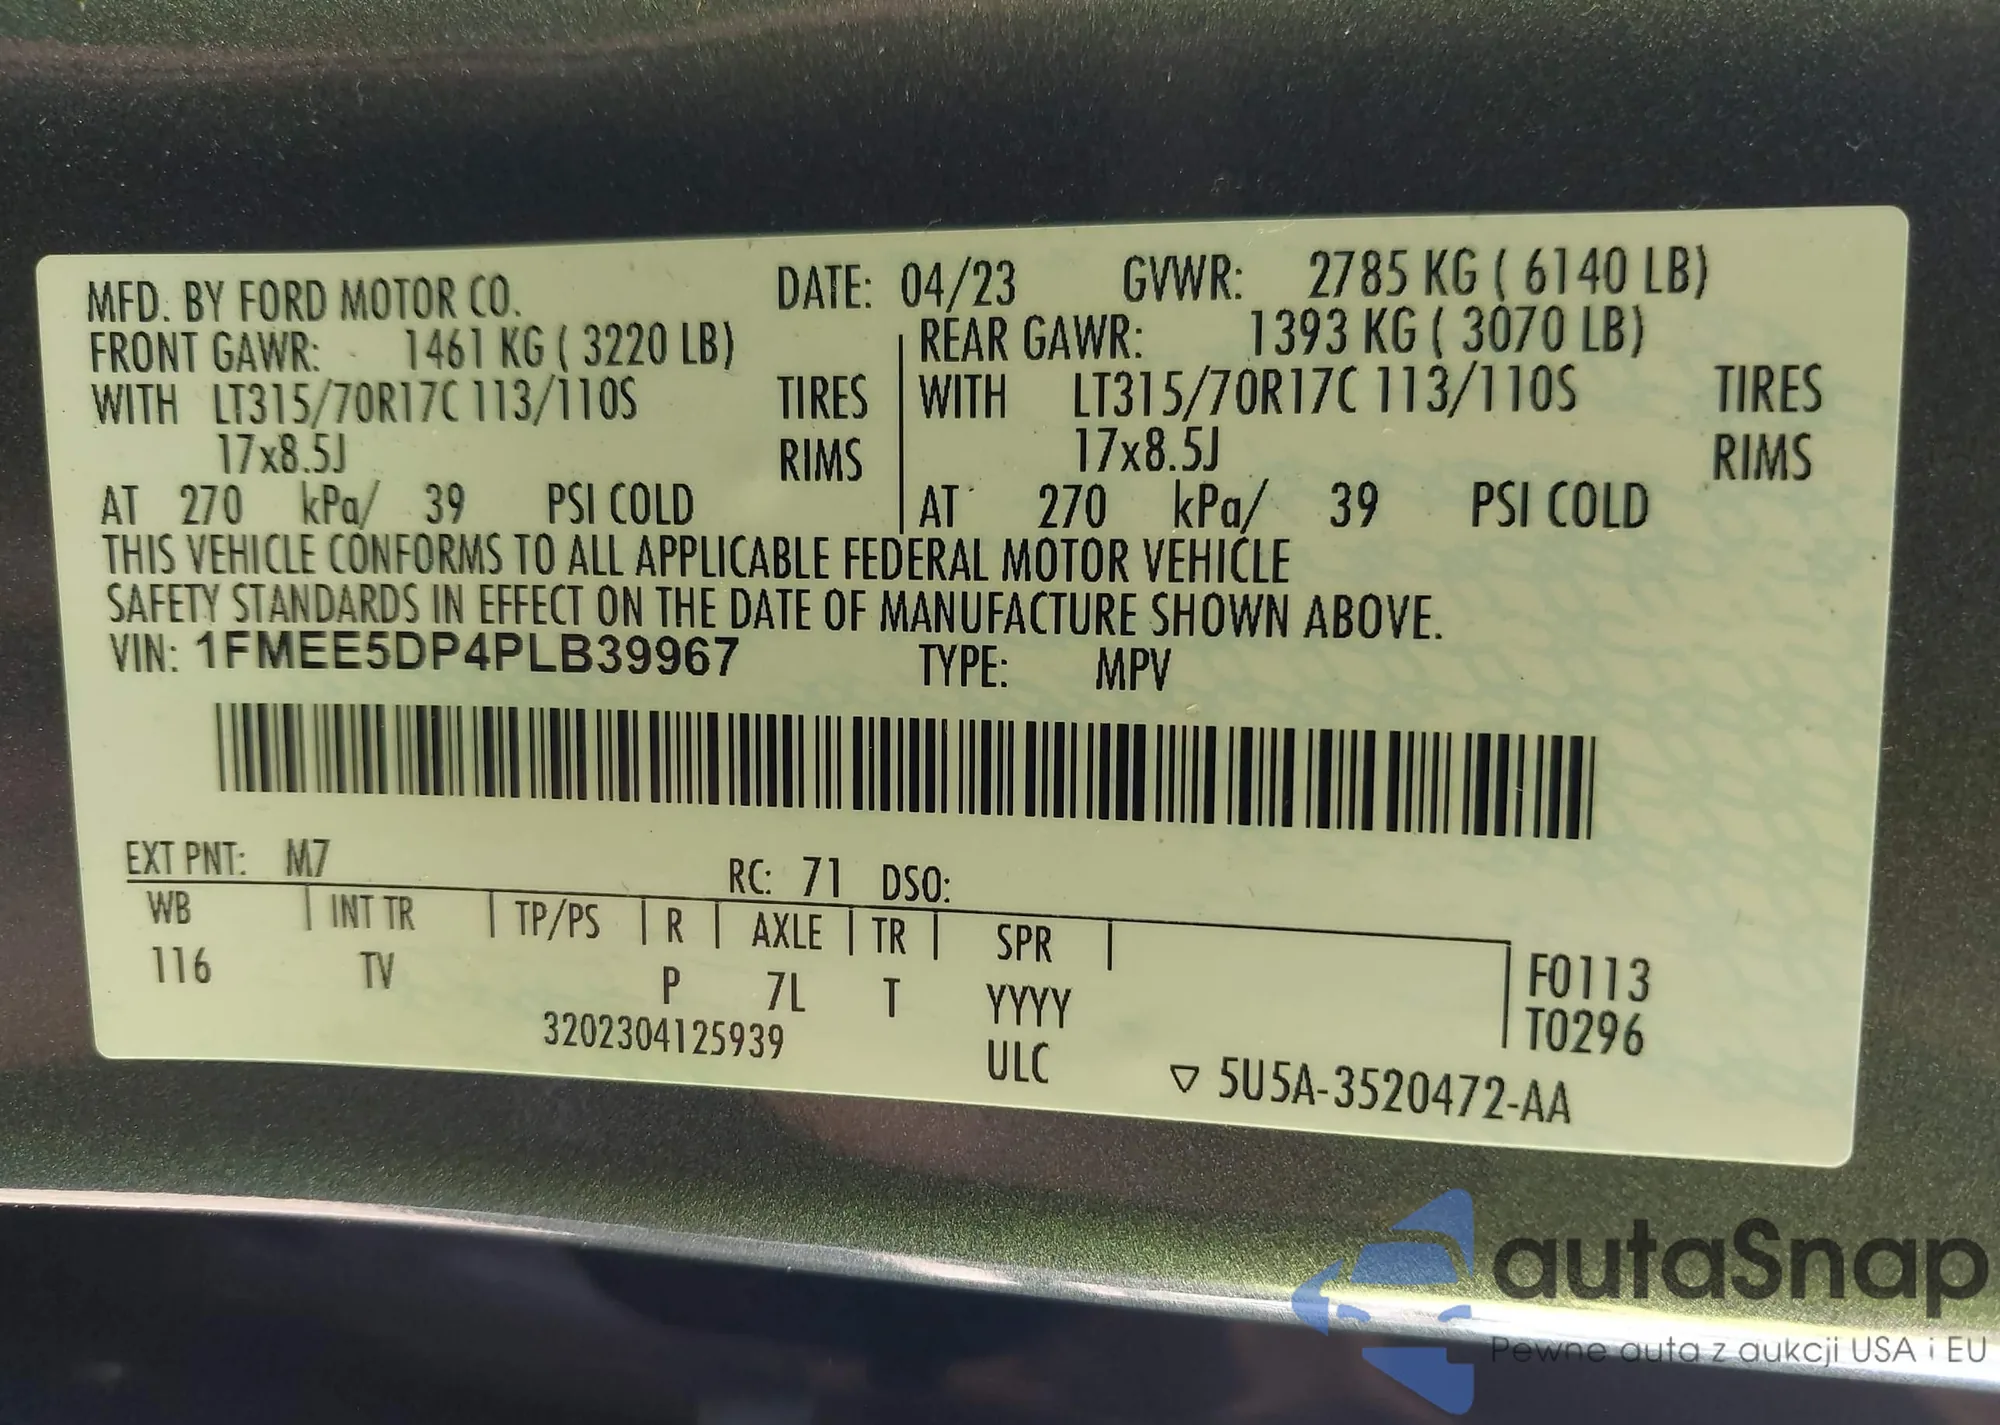 MFD. BY FORD MOTOR CO. DATE: 04/23 GVWR: 2785 KG ( 6140 LB)
FRONT GAWR: 1461 KG ( 3220 LB) REAR GAWR: 1393 KG ( 3070 LB)
WITH LT315/70R17C 113/110S TIRES WITH LT315/70R17C 113/110S TIRES
17x8.5J RIMS 17x8.5J RIMS
AT 270 kPa/ 39 PSI COLD AT 270 kPa/ 39 PSI COLD
THIS VEHICLE CONFORMS TO ALL APPLICABLE FEDERAL MOTOR VEHICLE
SAFETY STANDARDS IN EFFECT ON THE DATE OF MANUFACTURE SHOWN ABOVE.
VIN: 1FMEE5DP4PLB39967 TYPE: MPV
EXT PNT: M7 RC: 71 DSO:
WB INT TR TP/PS R AXLE TR SPR
116 TV P 7L T YYYY
F0113
T0296
3202304125939 ULC ▽ 5U5A-3520472-AA
autaSnap
Pewne auta z aukcji USA i EU